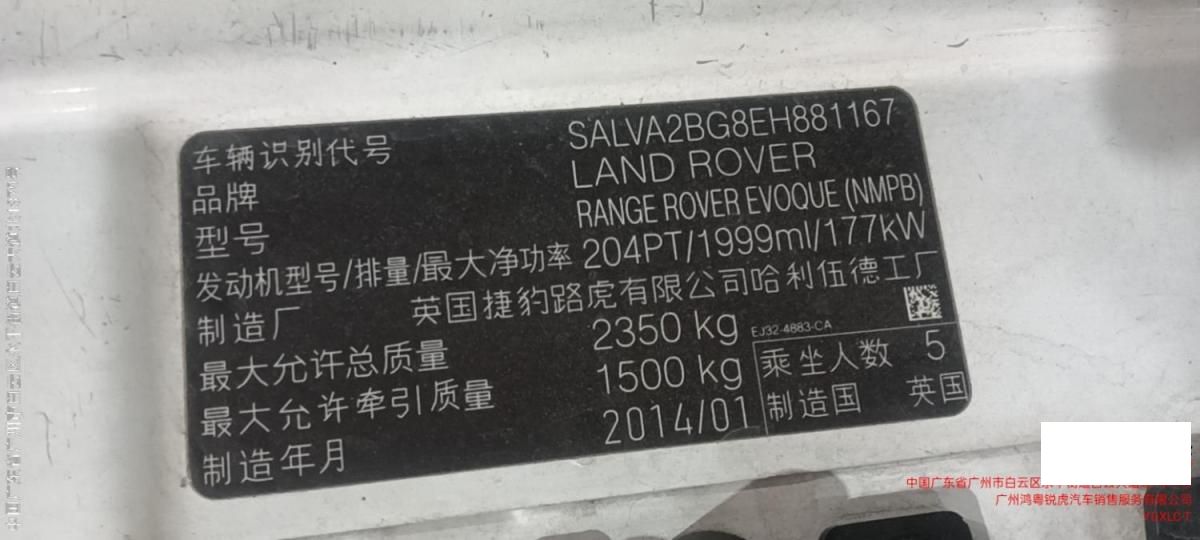 车辆识别代号 SALVA2BG8EH881167
品牌 LAND ROVER
型号 RANGE ROVER EVOQUE (NMPB)
发动机型号/排量/最大净功率 204PT/1999ml/177kW
制造厂 英国捷豹路虎有限公司哈利伍德工厂
最大允许总质量 2350 kg
EJ32-4883-CA
最大允许牵引质量 1500 kg
乘坐人数 5
制造年月 2014/01
制造国 英国
中国广东省广州市白云区
广州鸿粤锐虎汽车销售服务有限公司